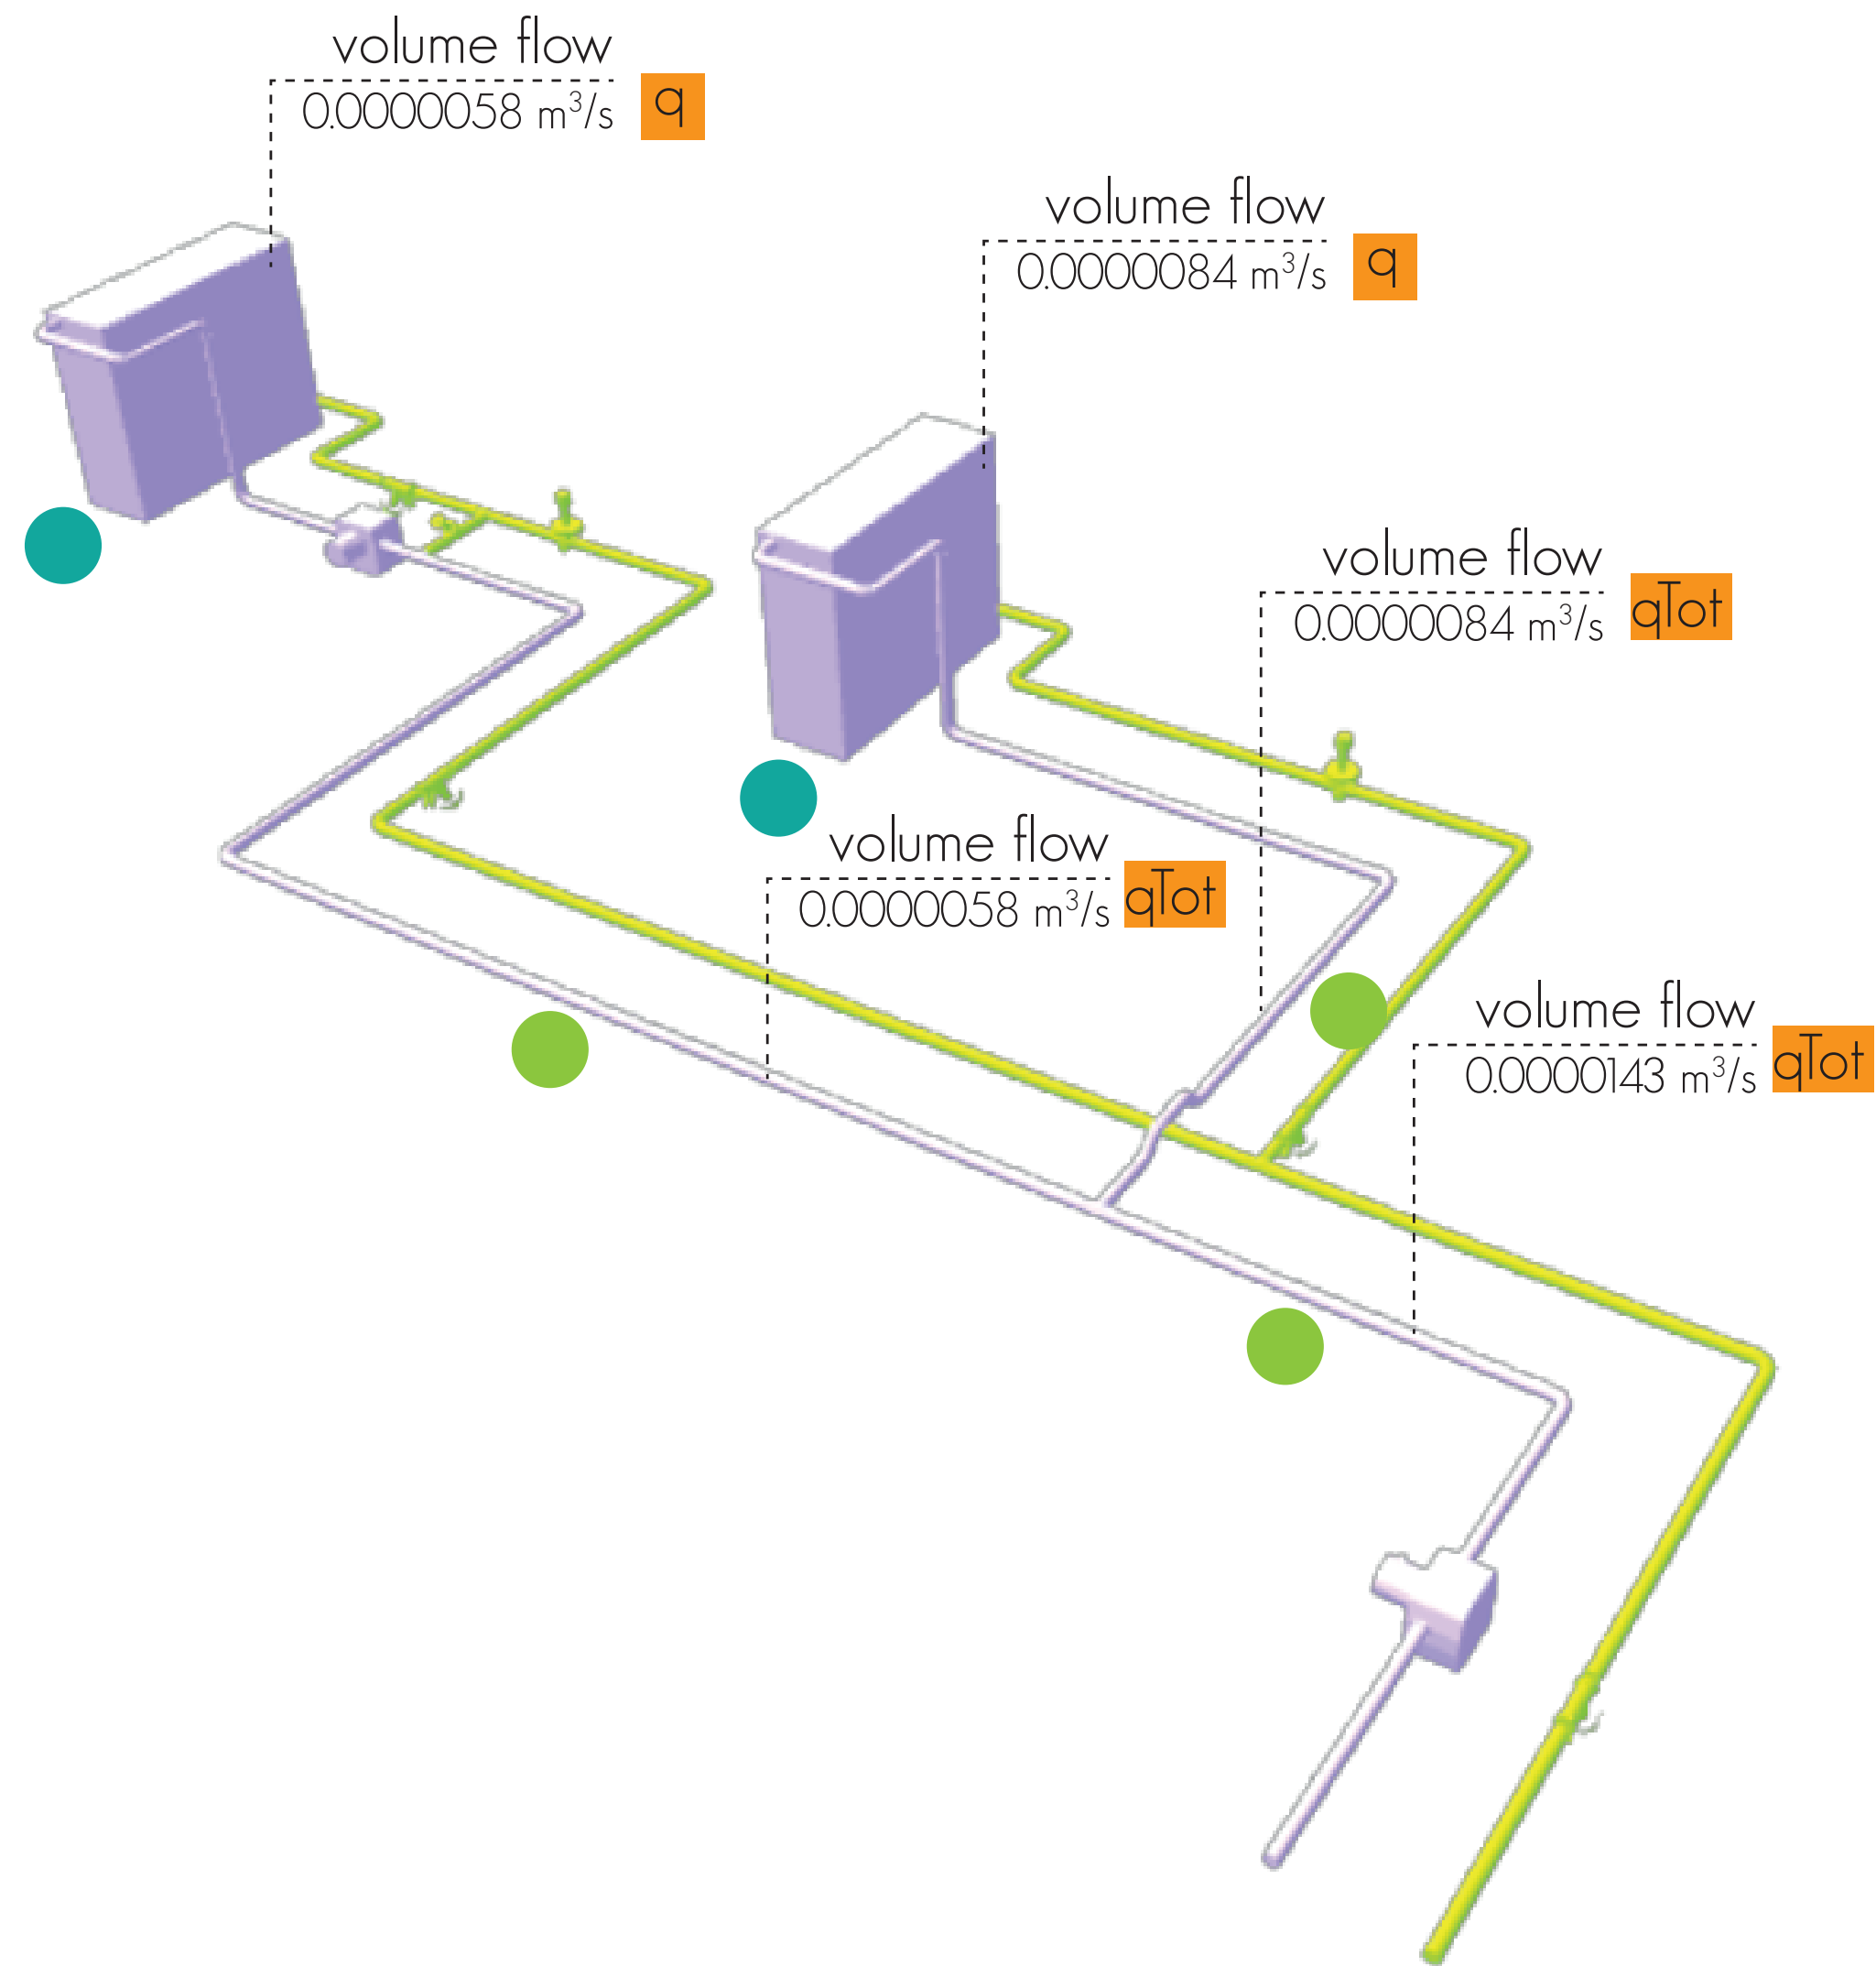 volume flow
0.0000058 m³/s
q
volume flow
0.0000084 m³/s
q
volume flow
0.0000084 m³/s
qTot
volume flow
0.0000058 m³/s
qTot
volume flow
0.0000143 m³/s
qTot